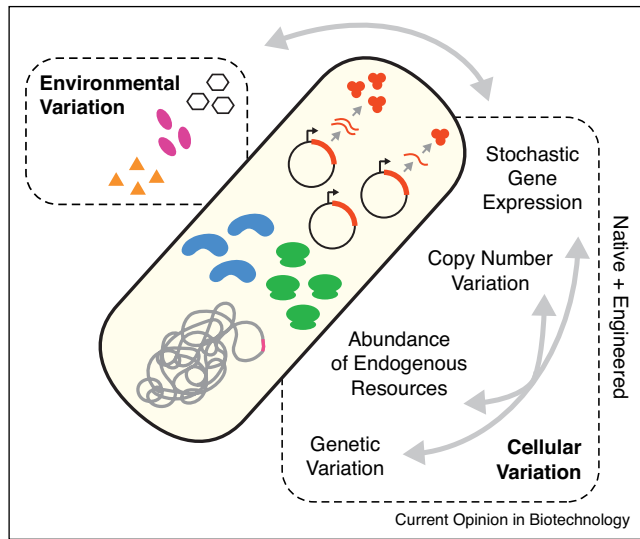 Environmental
Variation
Stochastic
Gene
Expression
Copy Number
Variation
Abundance
of Endogenous
Resources
Genetic
Variation
Cellular
Variation
Native + Engineered
Current Opinion in Biotechnology